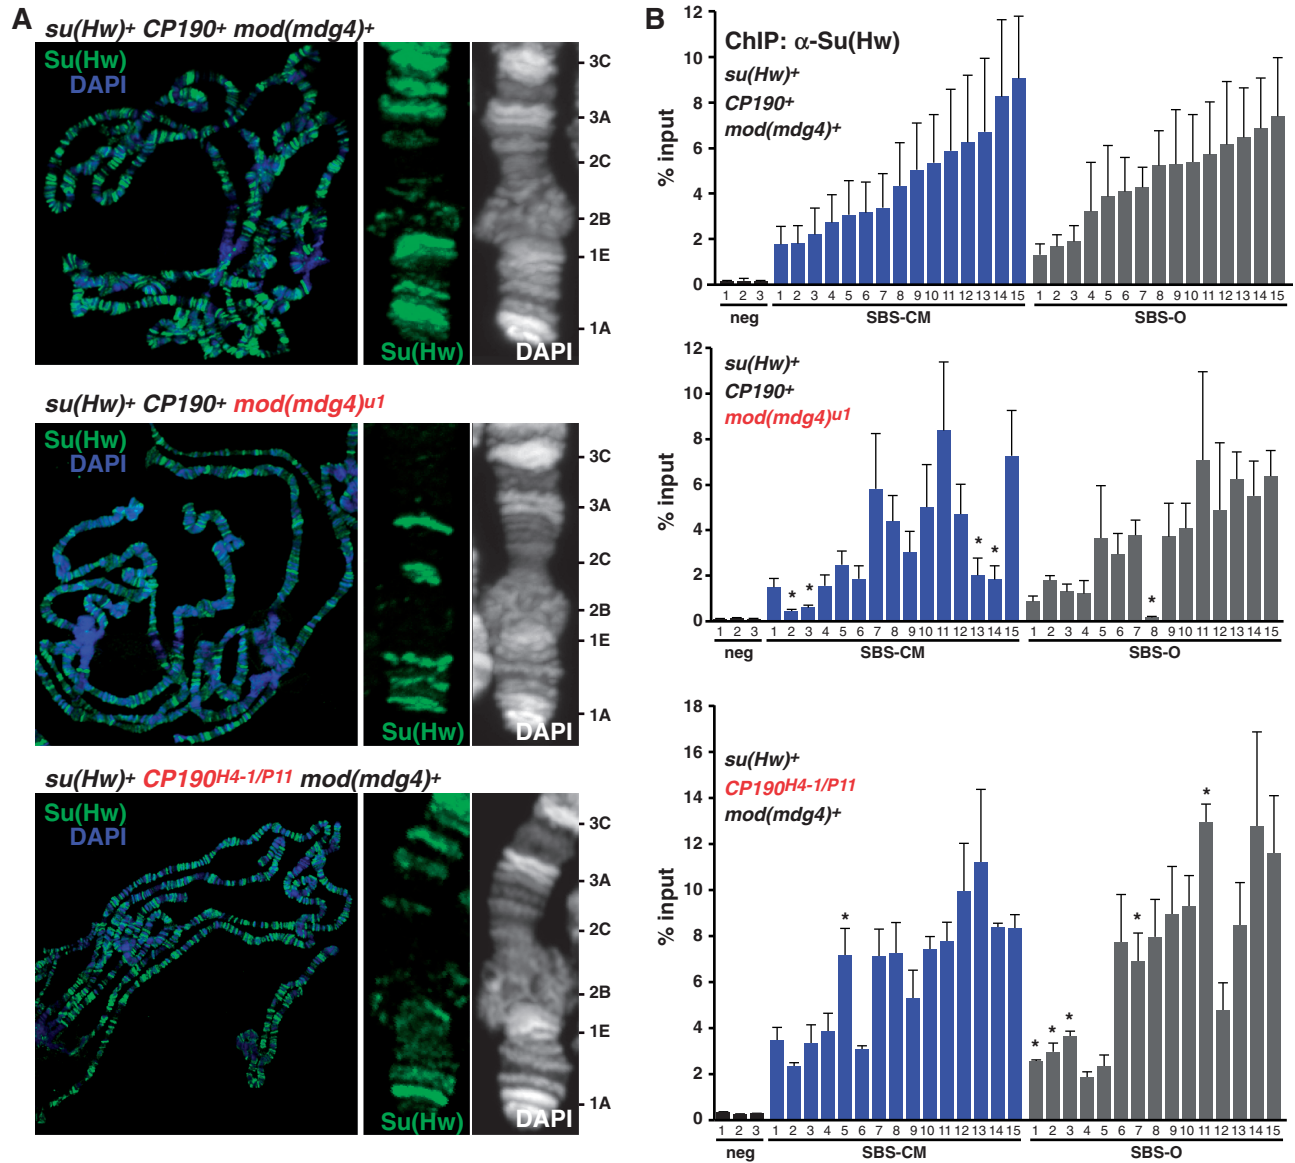 A
su(Hw)+ CP190+ mod(mdg4)+
Su(Hw)
DAPI
Su(Hw)
DAPI
3C
3A
2C
2B
1E
1A
su(Hw)+ CP190+ mod(mdg4)u1
Su(Hw)
DAPI
Su(Hw)
DAPI
3C
3A
2C
2B
1E
1A
su(Hw)+ CP190H4-1/P11 mod(mdg4)+
Su(Hw)
DAPI
Su(Hw)
DAPI
3C
3A
2C
2B
1E
1A
B
ChIP: α-Su(Hw)
su(Hw)+
CP190+
mod(mdg4)+
% input
12
10
8
6
4
2
0
1 2 3 1 2 3 4 5 6 7 8 9 10 11 12 13 14 15 1 2 3 4 5 6 7 8 9 10 11 12 13 14 15
neg SBS-CM SBS-O
su(Hw)+
CP190+
mod(mdg4)u1
% input
12
10
8
6
4
2
0
* * * * *
1 2 3 1 2 3 4 5 6 7 8 9 10 11 12 13 14 15 1 2 3 4 5 6 7 8 9 10 11 12 13 14 15
neg SBS-CM SBS-O
su(Hw)+
CP190H4-1/P11
mod(mdg4)+
% input
18
16
14
12
10
8
6
4
2
0
* * * * * *
1 2 3 1 2 3 4 5 6 7 8 9 10 11 12 13 14 15 1 2 3 4 5 6 7 8 9 10 11 12 13 14 15
neg SBS-CM SBS-O